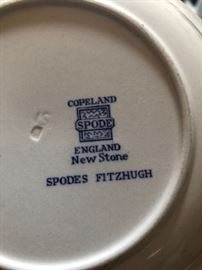 COPELAND
SPODE
ENGLAND
New Stone
SPODES FITZHUGH